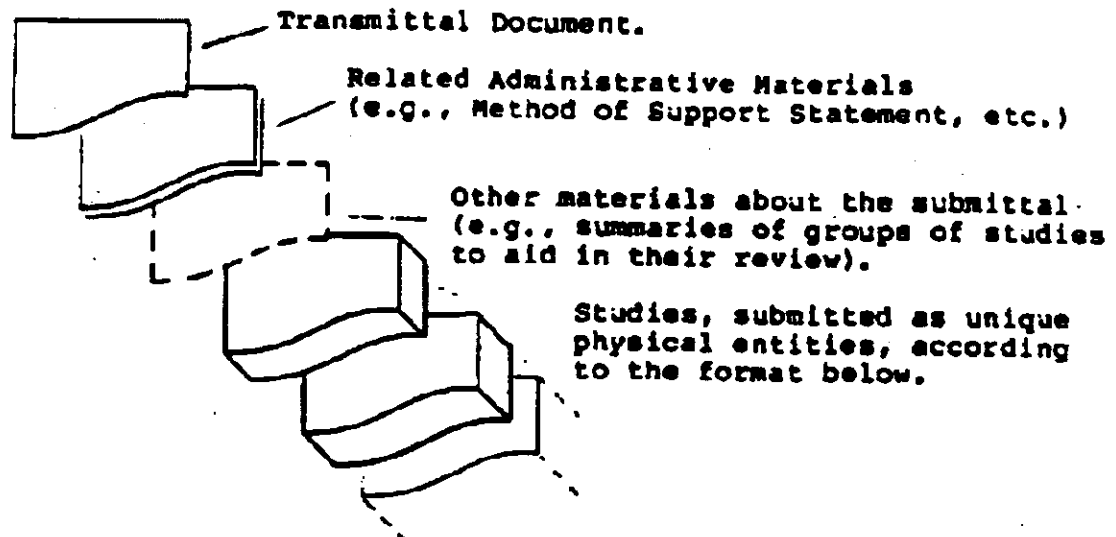 Transmittal Document.
Related Administrative Materials
(e.g., Method of Support Statement, etc.)
Other materials about the submittal
(e.g., summaries of groups of studies
to aid in their review).
Studies, submitted as unique
physical entities, according
to the format below.